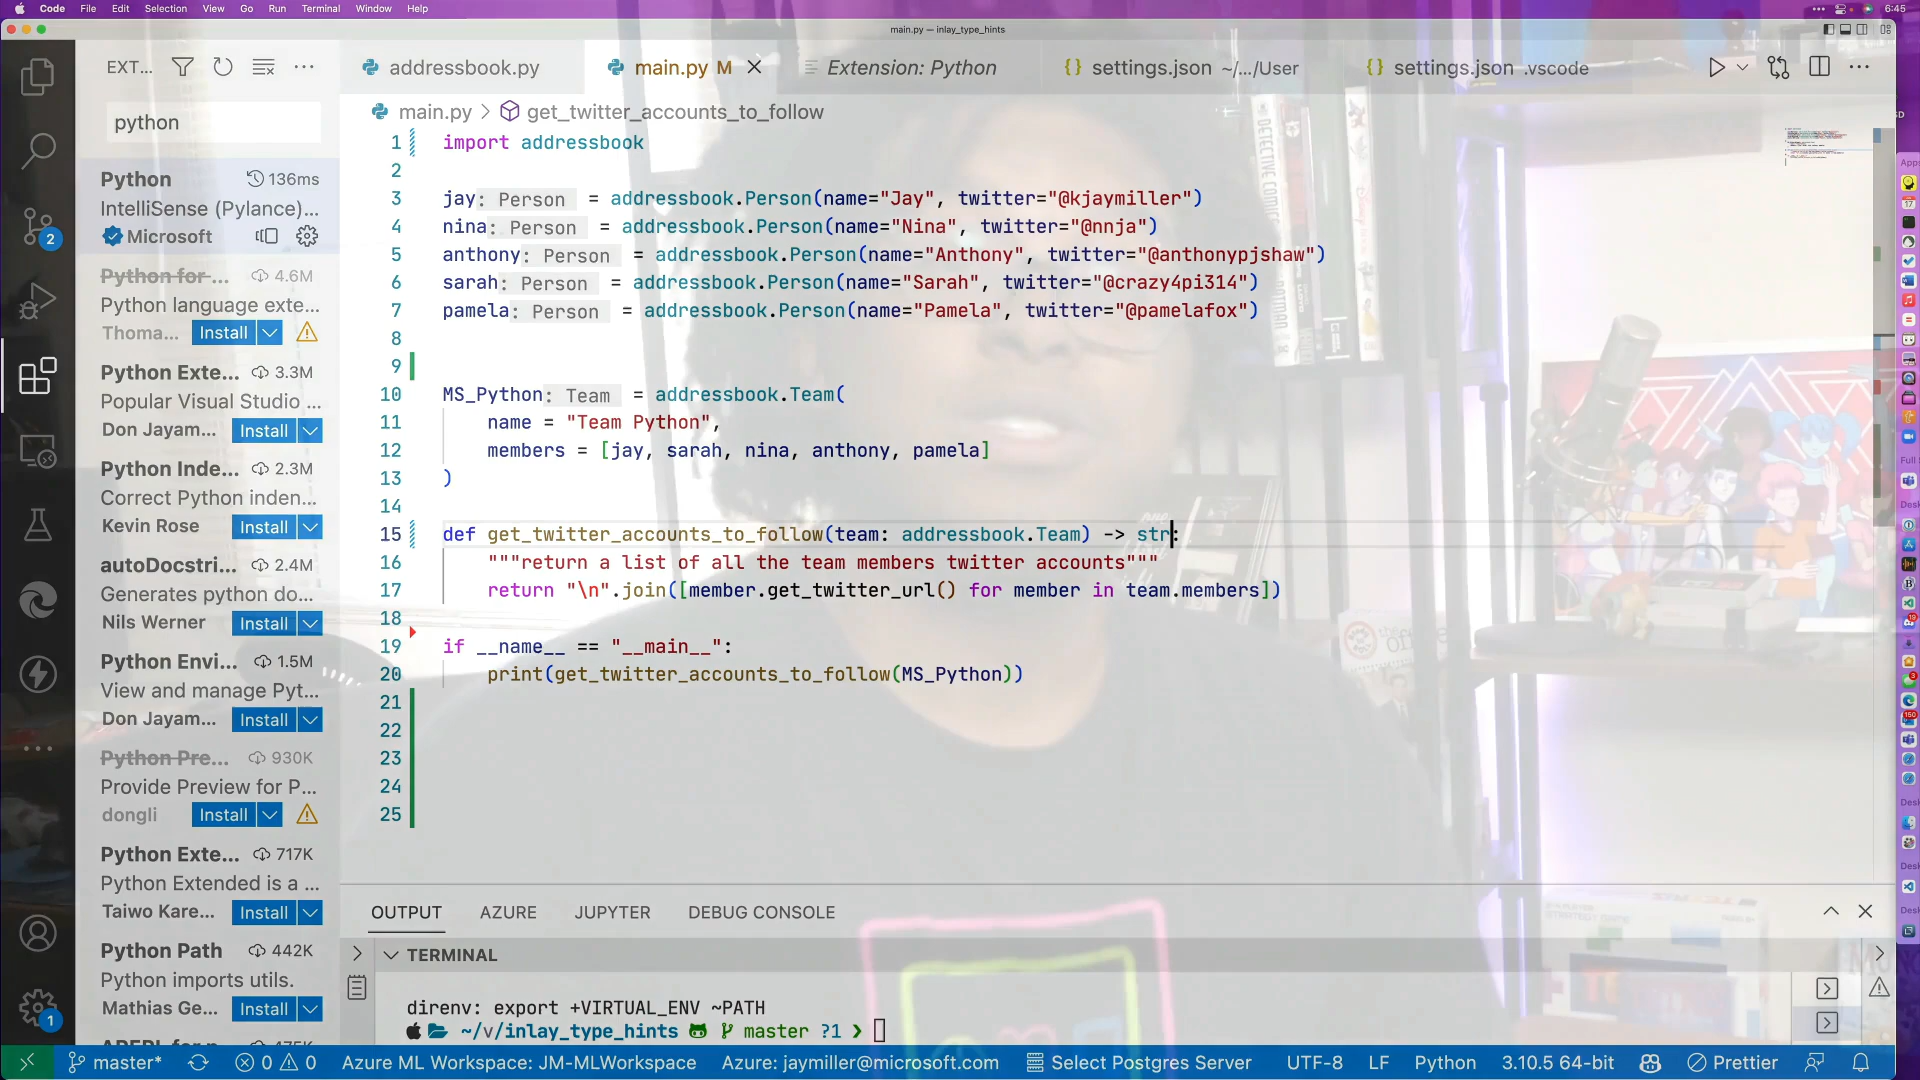 Code File Edit Selection View Go Run Terminal Window Help 6:45
main.py — inlay_type_hints
EXT...
addressbook.py
main.py M
Extension: Python
settings.json ~/.../User
settings.json .vscode
python
main.py > get_twitter_accounts_to_follow
Python 136ms
IntelliSense (Pylance)...
Microsoft
Python for ... 4.6M
Python language exte...
Thoma... Install
Python Exte... 3.3M
Popular Visual Studio ...
Don Jayam... Install
Python Inde... 2.3M
Correct Python inden...
Kevin Rose Install
autoDocstri... 2.4M
Generates python do...
Nils Werner Install
Python Envi... 1.5M
View and manage Pyt...
Don Jayam... Install
Python Pre... 930K
Provide Preview for P...
dongli Install
Python Exte... 717K
Python Extended is a ...
Taiwo Kare... Install
Python Path 442K
Python imports utils.
Mathias Ge... Install
2
1
1 import addressbook
2
3 jay: Person = addressbook.Person(name="Jay", twitter="@kjaymiller")
4 nina: Person = addressbook.Person(name="Nina", twitter="@nnja")
5 anthony: Person = addressbook.Person(name="Anthony", twitter="@anthonypjshaw")
6 sarah: Person = addressbook.Person(name="Sarah", twitter="@crazy4pi314")
7 pamela: Person = addressbook.Person(name="Pamela", twitter="@pamelafox")
8
9
10 MS_Python: Team = addressbook.Team(
11 name = "Team Python",
12 members = [jay, sarah, nina, anthony, pamela]
13 )
14
15 def get_twitter_accounts_to_follow(team: addressbook.Team) -> str:
16 """return a list of all the team members twitter accounts"""
17 return "\n".join([member.get_twitter_url() for member in team.members])
18
19 if __name__ == "__main__":
20 print(get_twitter_accounts_to_follow(MS_Python))
21
22
23
24
25
OUTPUT AZURE JUPYTER DEBUG CONSOLE
TERMINAL
direnv: export +VIRTUAL_ENV ~PATH
~/v/inlay_type_hints master ?1 ❯
master* 0 0 Azure ML Workspace: JM-MLWorkspace Azure: jaymiller@microsoft.com Select Postgres Server UTF-8 LF Python 3.10.5 64-bit Prettier
DETECTIVE COMICS
BATMAN